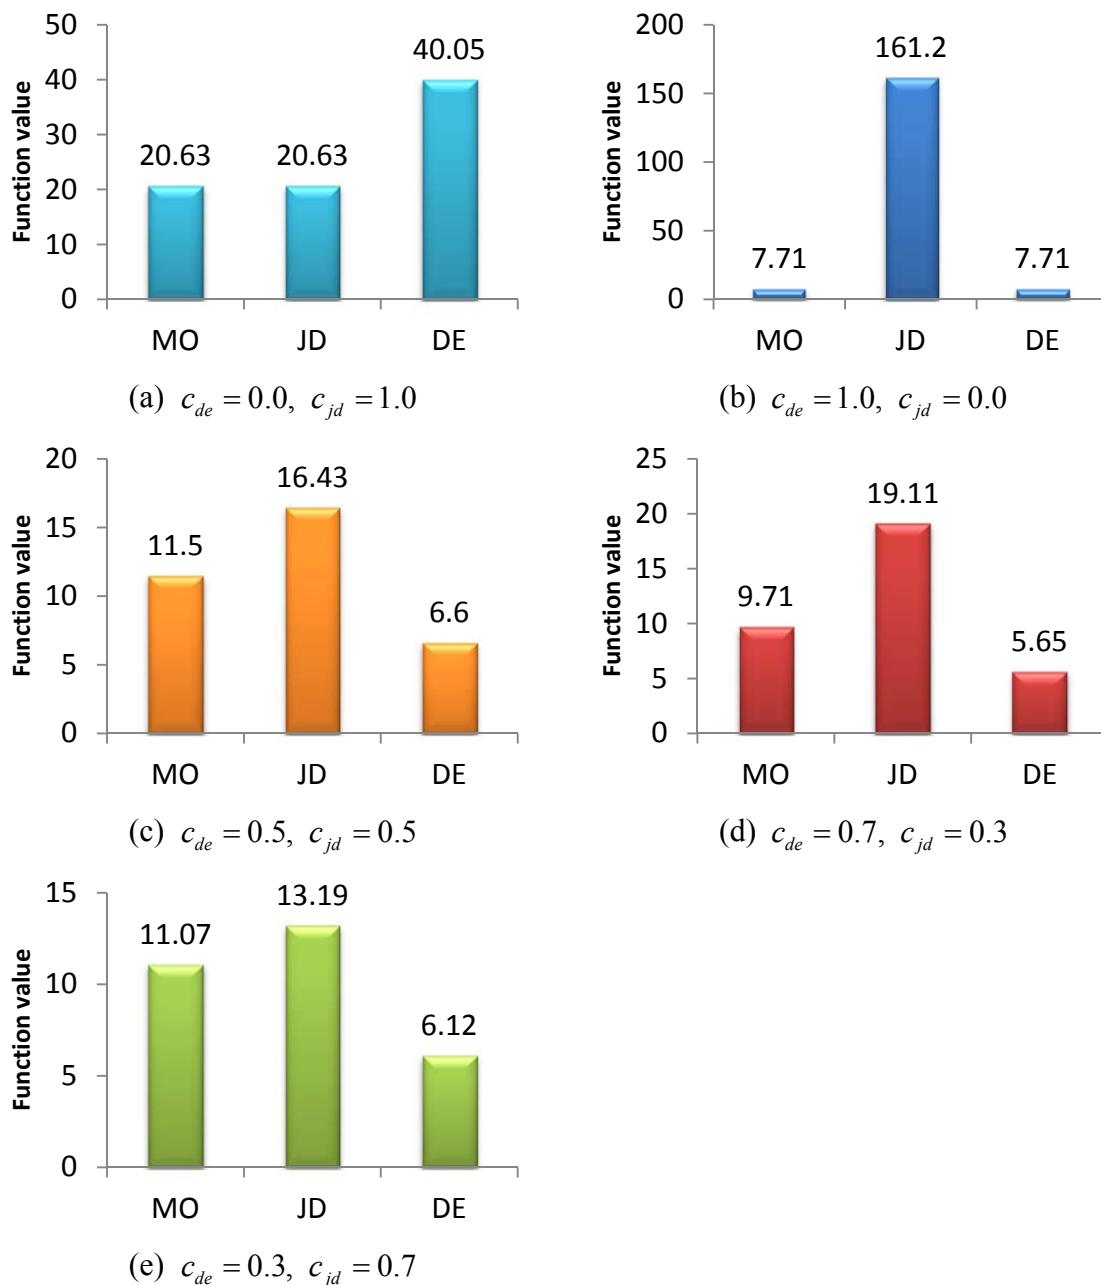 50
40
30
20
10
0
Function value
20.63
20.63
40.05
MO JD DE
(a) c_de = 0.0, c_jd = 1.0
200
150
100
50
0
Function value
7.71
161.2
7.71
MO JD DE
(b) c_de = 1.0, c_jd = 0.0
20
15
10
5
0
Function value
11.5
16.43
6.6
MO JD DE
(c) c_de = 0.5, c_jd = 0.5
25
20
15
10
5
0
Function value
9.71
19.11
5.65
MO JD DE
(d) c_de = 0.7, c_jd = 0.3
15
10
5
0
Function value
11.07
13.19
6.12
MO JD DE
(e) c_de = 0.3, c_jd = 0.7